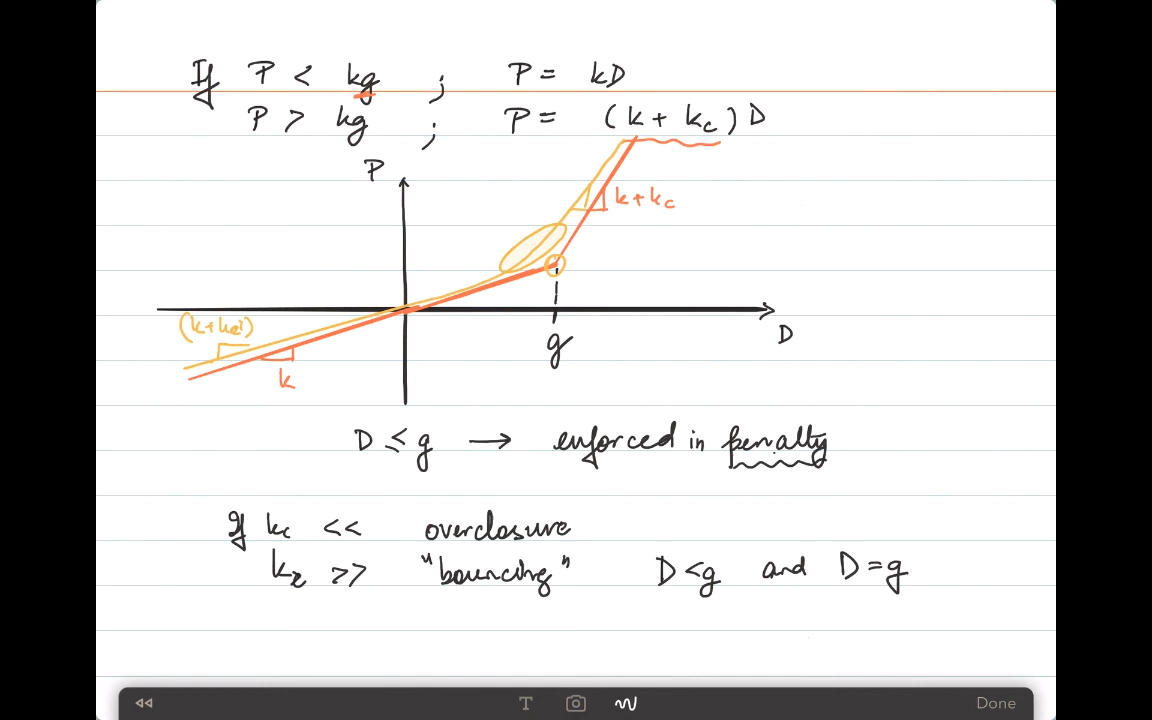 If P < kg ; P = kD
P > kg ; P = (k + kc) D
P
k + kc
(k+kc')
k
g
D
D ≤ g → enforced in penalty
If kc << overclosure
kc >> "bouncing" D < g and D = g
T
Done